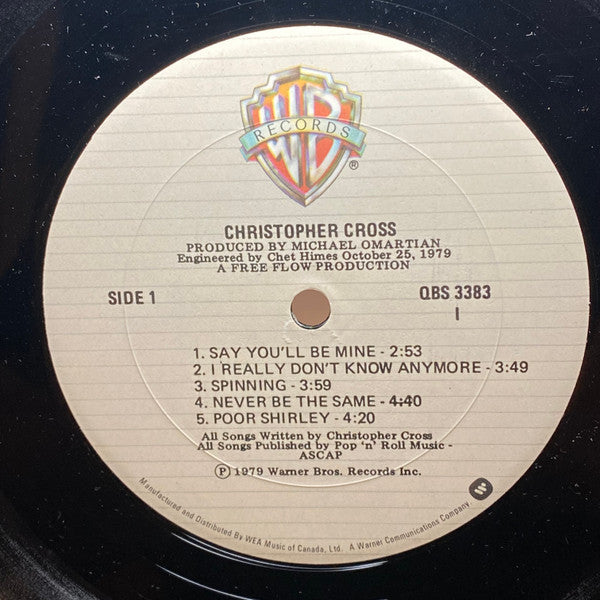 WB
RECORDS
®
CHRISTOPHER CROSS
PRODUCED BY MICHAEL OMARTIAN
Engineered by Chet Himes October 25, 1979
A FREE FLOW PRODUCTION
SIDE 1
QBS 3383
1
1. SAY YOU'LL BE MINE - 2:53
2. I REALLY DON'T KNOW ANYMORE - 3:49
3. SPINNING - 3:59
4. NEVER BE THE SAME - 4:40
5. POOR SHIRLEY - 4:20
All Songs Written by Christopher Cross
All Songs Published by Pop 'n' Roll Music -
ASCAP
Ⓟ 1979 Warner Bros. Records Inc.
Manufactured and Distributed By WEA Music of Canada, Ltd. A Warner Communications Company